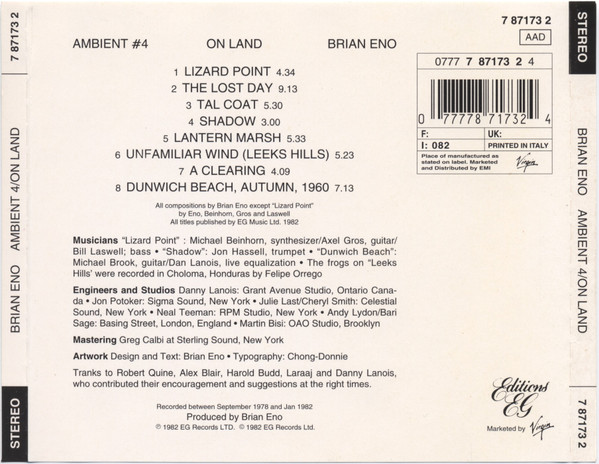 7 87173 2
BRIAN ENO AMBIENT 4/ON LAND
STEREO
AMBIENT #4 ON LAND BRIAN ENO
1 LIZARD POINT 4.34
2 THE LOST DAY 9.13
3 TAL COAT 5.30
4 SHADOW 3.00
5 LANTERN MARSH 5.33
6 UNFAMILIAR WIND (LEEKS HILLS) 5.23
7 A CLEARING 4.09
8 DUNWICH BEACH, AUTUMN, 1960 7.13
All compositions by Brian Eno except "Lizard Point"
by Eno, Beinhorn, Gros and Laswell
All titles published by EG Music Ltd. 1982
Musicians "Lizard Point" : Michael Beinhorn, synthesizer/Axel Gros, guitar/
Bill Laswell; bass • "Shadow": Jon Hassell, trumpet • "Dunwich Beach":
Michael Brook, guitar/Dan Lanois, live equalization • The frogs on "Leeks
Hills' were recorded in Choloma, Honduras by Felipe Orrego
Engineers and Studios Danny Lanois: Grant Avenue Studio, Ontario Cana-
da • Jon Potoker: Sigma Sound, New York • Julie Last/Cheryl Smith: Celestial
Sound, New York • Neal Teeman: RPM Studio, New York • Andy Lydon/Bari
Sage: Basing Street, London, England • Martin Bisi: OAO Studio, Brooklyn
Mastering Greg Calbi at Sterling Sound, New York
Artwork Design and Text: Brian Eno • Typography: Chong-Donnie
Tranks to Robert Quine, Alex Blair, Harold Budd, Laraaj and Danny Lanois,
who contributed their encouragement and suggestions at the right times.
Recorded between September 1978 and Jan 1982
Produced by Brian Eno
℗ 1982 EG Records LTD. © 1982 EG Records LTD.
7 87173 2
AAD
0777 7 87173 2 4
0 77778 71732 4
F: UK:
I: 082 PRINTED IN ITALY
Place of manufacture as
stated on label. Marketed
and Distributed by EMI
Virgin
Editions
EG
Marketed by Virgin
STEREO
BRIAN ENO AMBIENT 4/ON LAND
7 87173 2